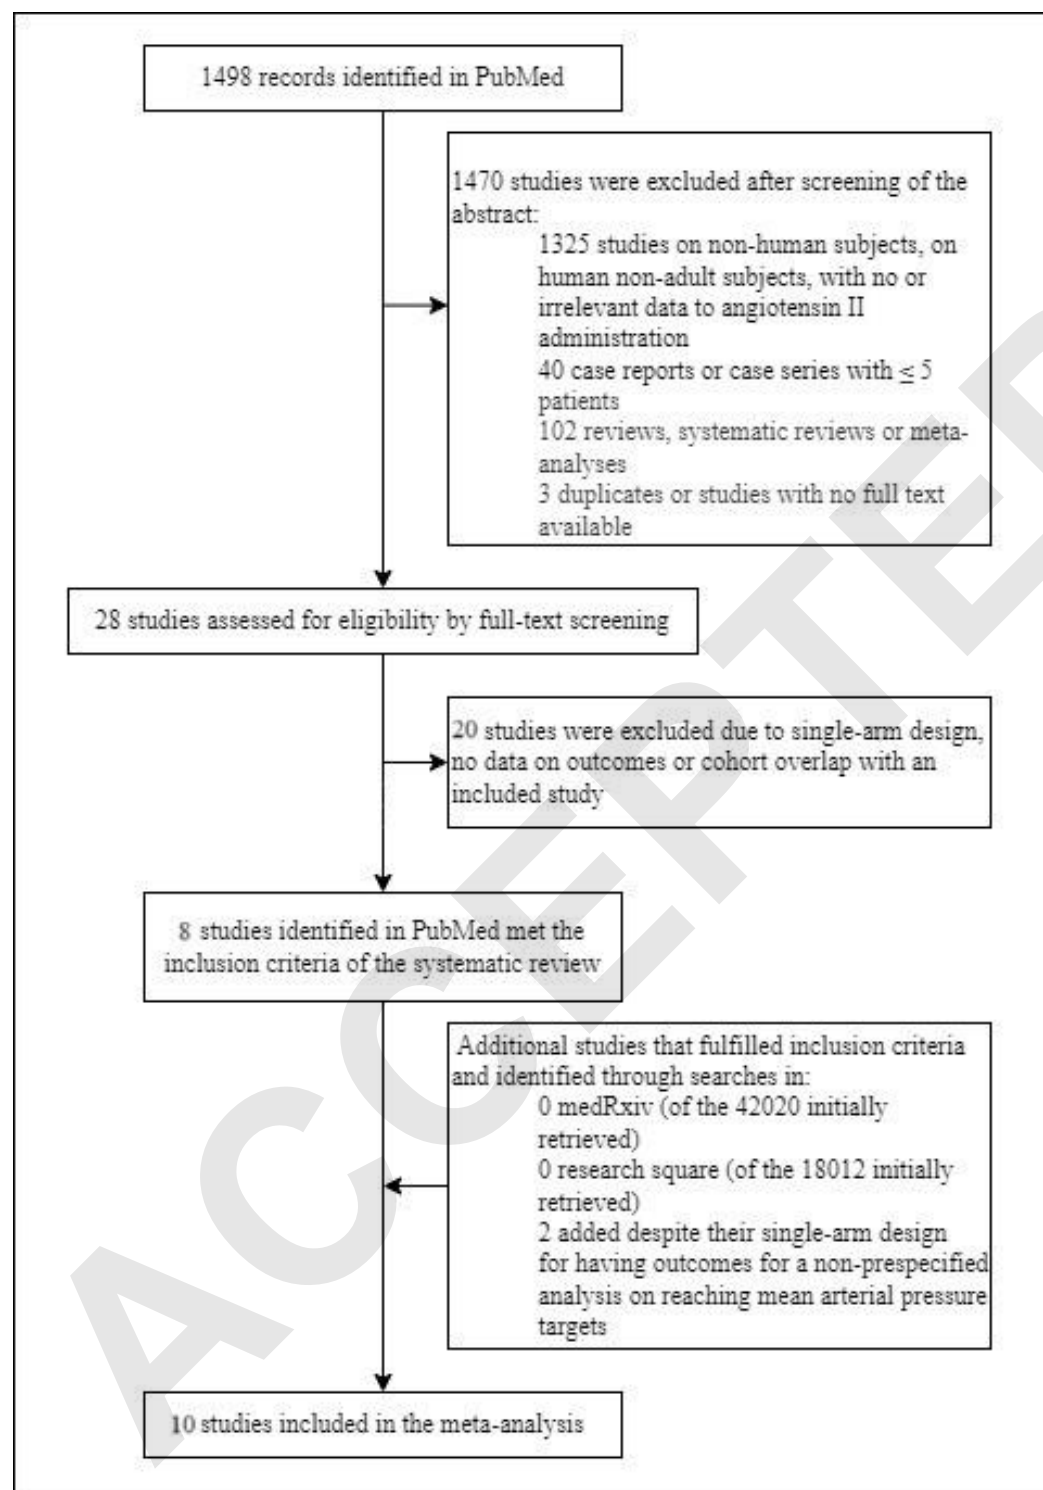 1498 records identified in PubMed
1470 studies were excluded after screening of the
abstract:
1325 studies on non-human subjects, on
human non-adult subjects, with no or
irrelevant data to angiotensin II
administration
40 case reports or case series with ≤ 5
patients
102 reviews, systematic reviews or meta-
analyses
3 duplicates or studies with no full text
available
28 studies assessed for eligibility by full-text screening
20 studies were excluded due to single-arm design,
no data on outcomes or cohort overlap with an
included study
8 studies identified in PubMed met the
inclusion criteria of the systematic review
Additional studies that fulfilled inclusion criteria
and identified through searches in:
0 medRxiv (of the 42020 initially
retrieved)
0 research square (of the 18012 initially
retrieved)
2 added despite their single-arm design
for having outcomes for a non-prespecified
analysis on reaching mean arterial pressure
targets
10 studies included in the meta-analysis
ACCEPTED